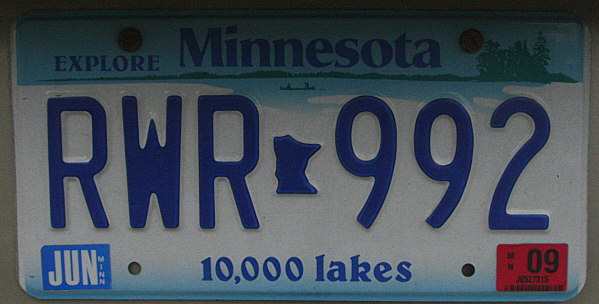 EXPLORE Minnesota
RWR 992
JUN MINN
10,000 lakes
MN 09